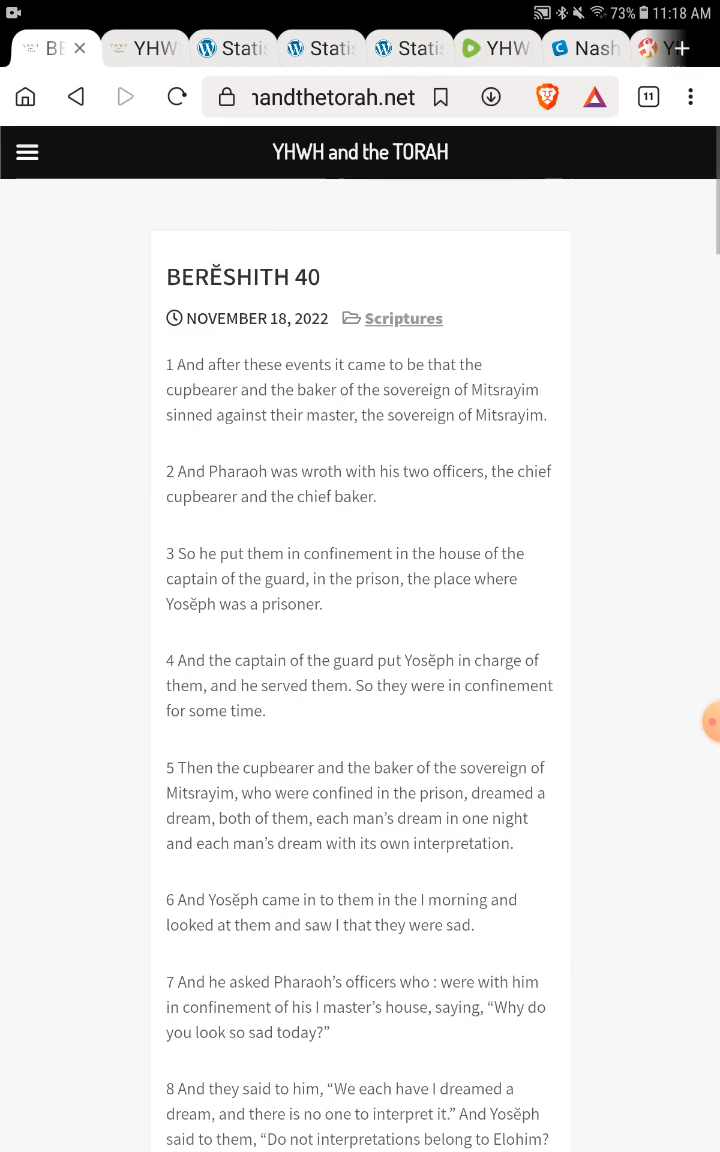 73% 11:18 AM
BE YHW Statis Statis Statis YHW Nash Y
handthetorah.net 11
YHWH and the TORAH
BERĔSHITH 40
NOVEMBER 18, 2022 Scriptures
1 And after these events it came to be that the
cupbearer and the baker of the sovereign of Mitsrayim
sinned against their master, the sovereign of Mitsrayim.
2 And Pharaoh was wroth with his two officers, the chief
cupbearer and the chief baker.
3 So he put them in confinement in the house of the
captain of the guard, in the prison, the place where
Yosĕph was a prisoner.
4 And the captain of the guard put Yosĕph in charge of
them, and he served them. So they were in confinement
for some time.
5 Then the cupbearer and the baker of the sovereign of
Mitsrayim, who were confined in the prison, dreamed a
dream, both of them, each man’s dream in one night
and each man’s dream with its own interpretation.
6 And Yosĕph came in to them in the I morning and
looked at them and saw I that they were sad.
7 And he asked Pharaoh’s officers who : were with him
in confinement of his I master’s house, saying, “Why do
you look so sad today?”
8 And they said to him, “We each have I dreamed a
dream, and there is no one to interpret it.” And Yosĕph
said to them, “Do not interpretations belong to Elohim?